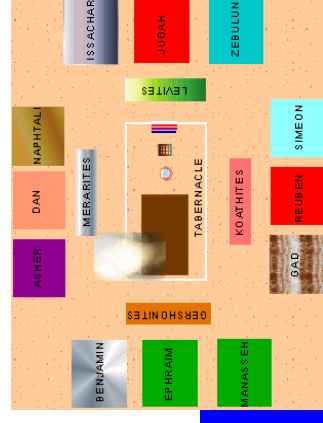 ISSACHAR
JUDAH
ZEBULUN
LEVITES
NAPHTALI
DAN
ASHER
MERARITES
TABERNACLE
KOATHITES
SIMEON
REUBEN
GAD
GERSHONITES
BENJAMIN
EPHRAIM
MANASSEH